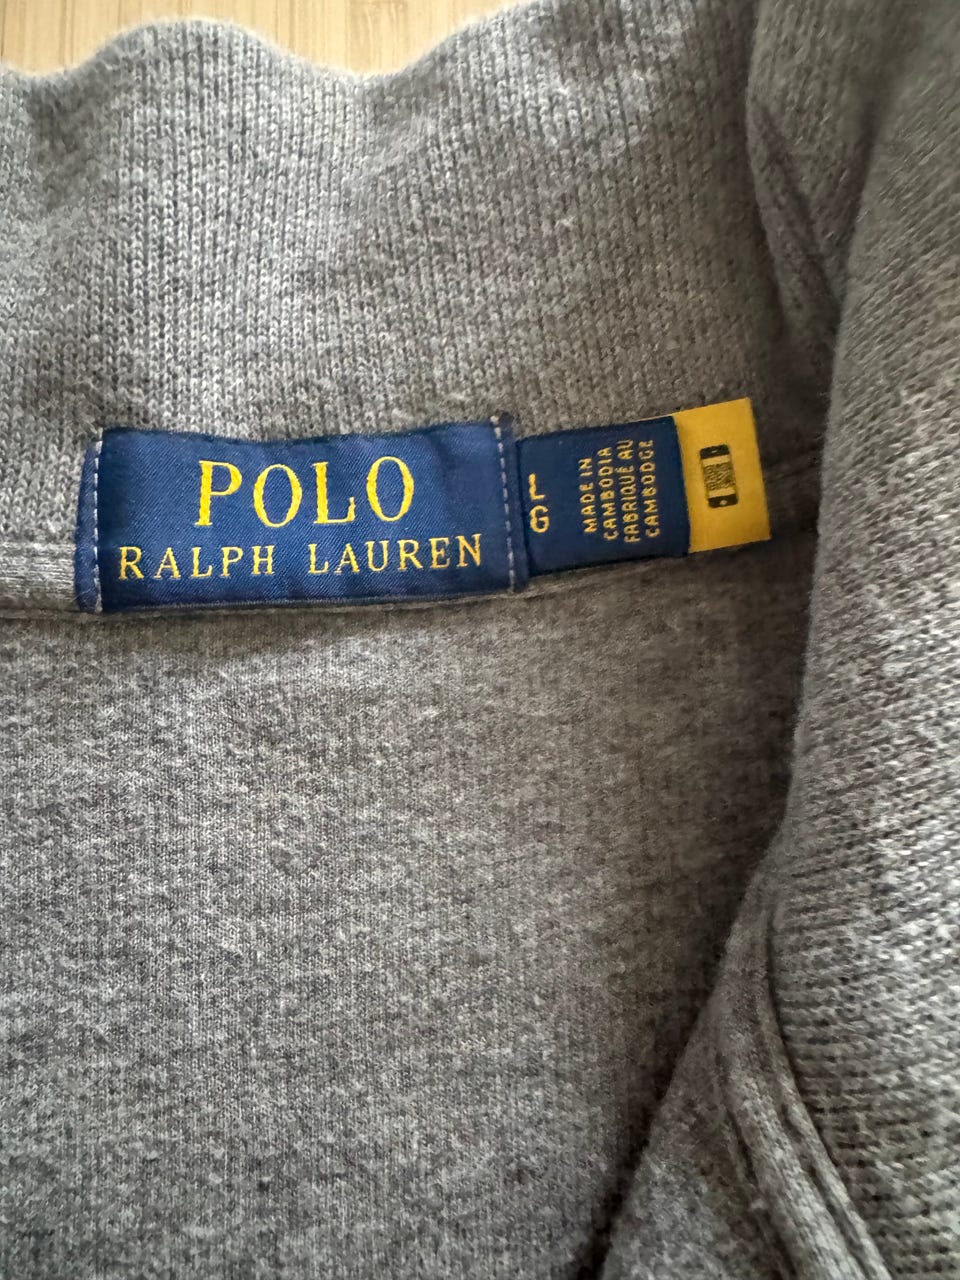 POLO
RALPH LAUREN
L
G
MADE IN
CAMBODIA
FABRIQUÉ AU
CAMBODGE